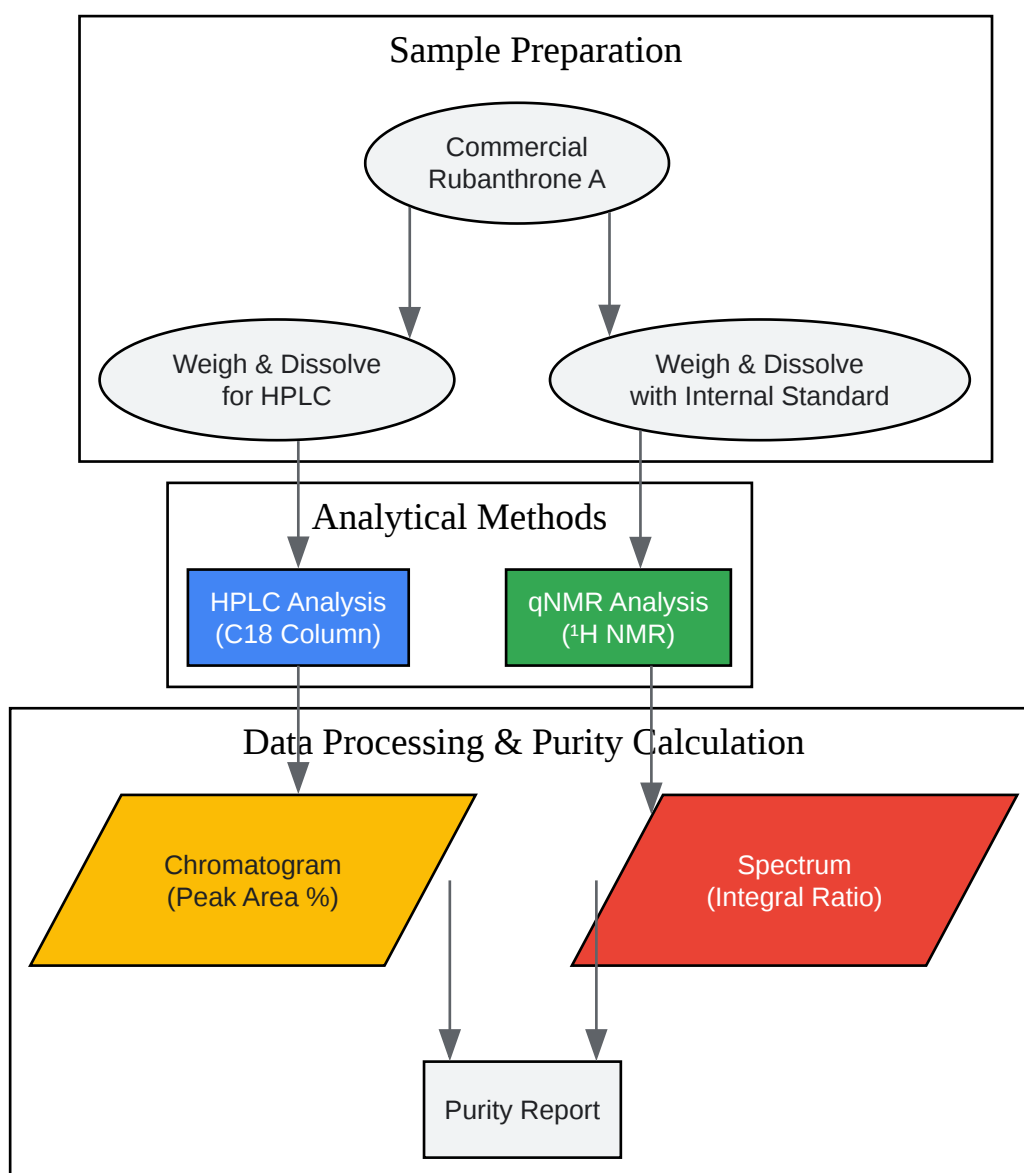 Sample Preparation
Commercial
Rubanthrone A
Weigh & Dissolve
for HPLC
Weigh & Dissolve
with Internal Standard
Analytical Methods
HPLC Analysis
(C18 Column)
qNMR Analysis
(¹H NMR)
Data Processing & Purity Calculation
Chromatogram
(Peak Area %)
Spectrum
(Integral Ratio)
Purity Report